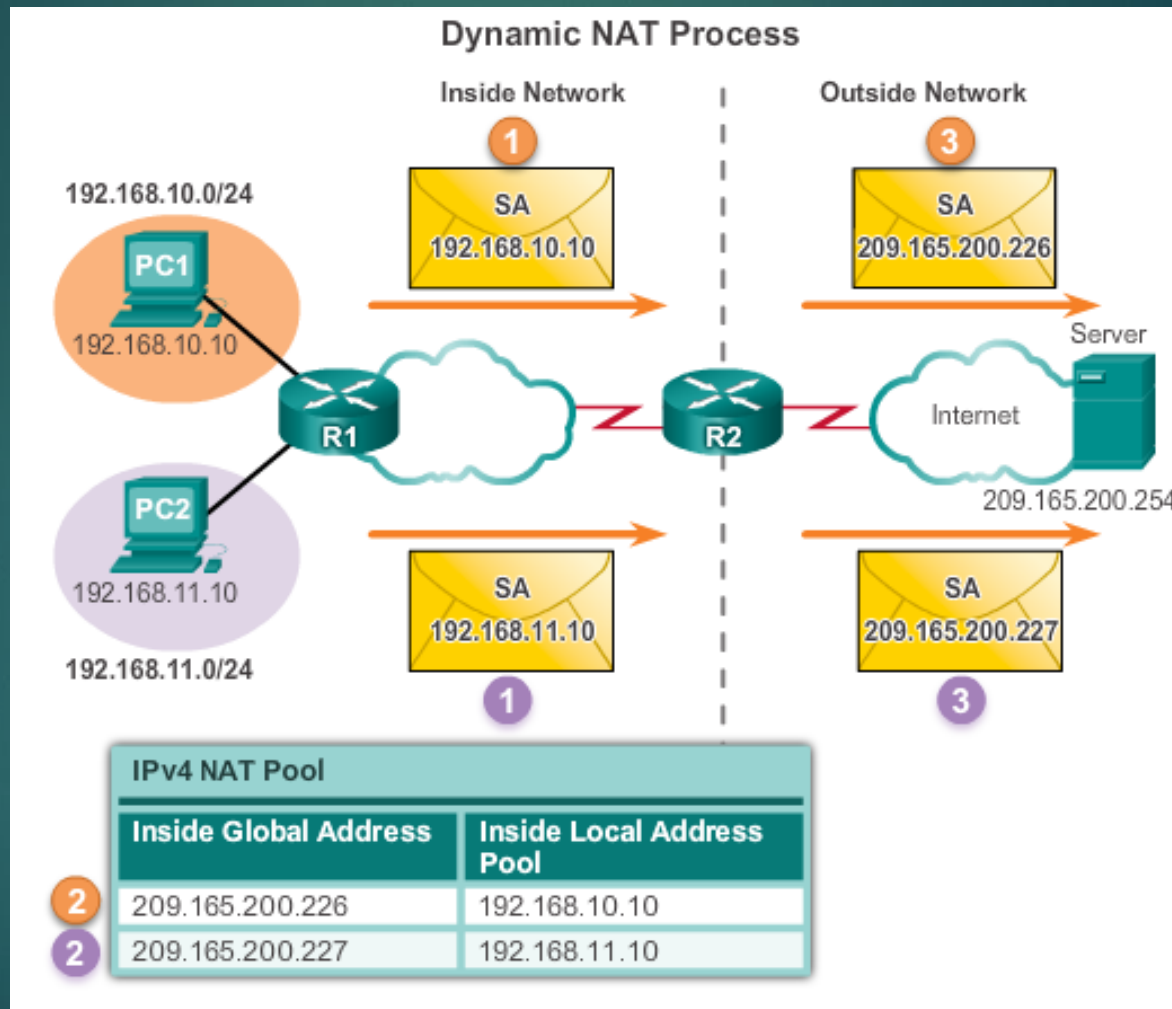 Dynamic NAT Process
Inside Network
Outside Network
1
3
192.168.10.0/24
SA
192.168.10.10
SA
209.165.200.226
PC1
192.168.10.10
Server
R1
R2
Internet
PC2
192.168.11.10
209.165.200.254
SA
192.168.11.10
SA
209.165.200.227
192.168.11.0/24
1
3
IPv4 NAT Pool
Inside Global Address
Inside Local Address
Pool
2
209.165.200.226
192.168.10.10
2
209.165.200.227
192.168.11.10